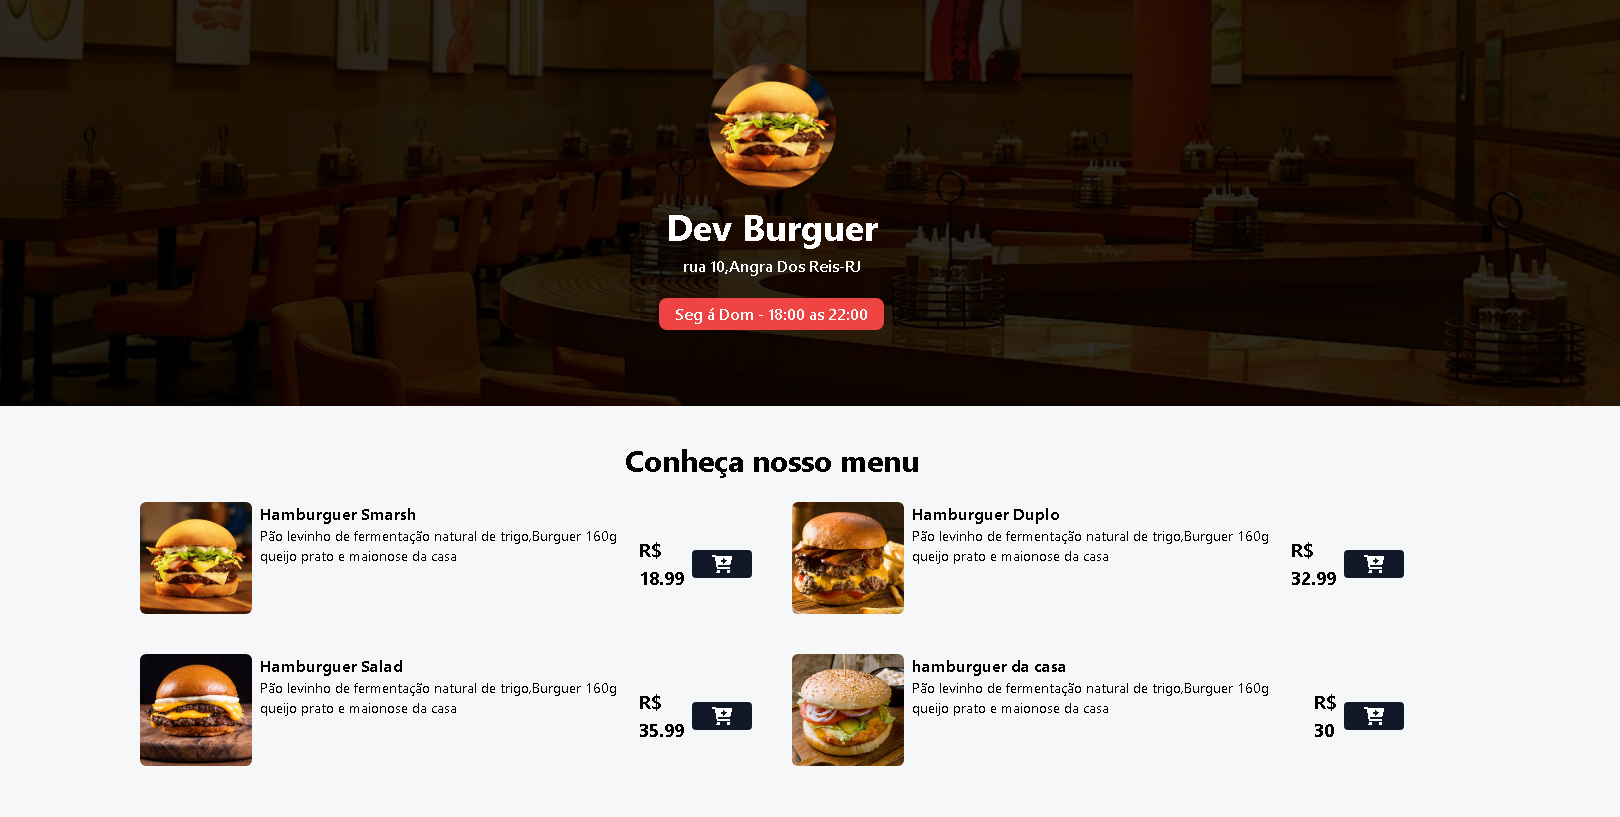 Dev Burguer
rua 10,Angra Dos Reis-RJ
Seg á Dom - 18:00 as 22:00
Conheça nosso menu
Hamburguer Smarsh
Pão levinho de fermentação natural de trigo,Burguer 160g
queijo prato e maionose da casa
R$
18.99
Hamburguer Duplo
Pão levinho de fermentação natural de trigo,Burguer 160g
queijo prato e maionose da casa
R$
32.99
Hamburguer Salad
Pão levinho de fermentação natural de trigo,Burguer 160g
queijo prato e maionose da casa
R$
35.99
hamburguer da casa
Pão levinho de fermentação natural de trigo,Burguer 160g
queijo prato e maionose da casa
R$
30